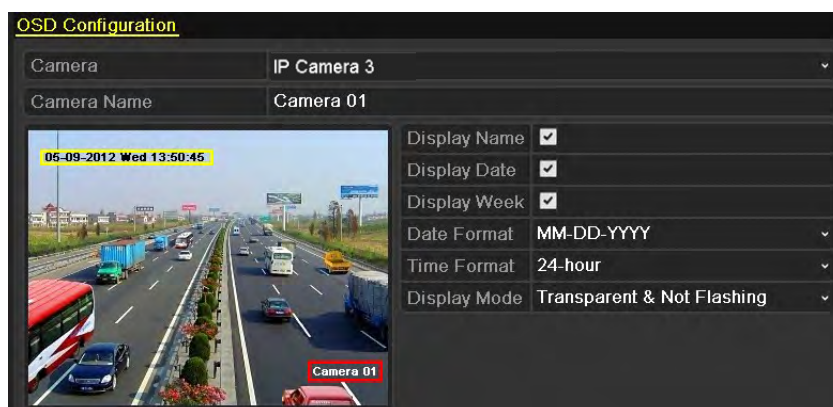 OSD Configuration
Camera IP Camera 3
Camera Name Camera 01
05-09-2012 Wed 13:50:45
Camera 01
Display Name
Display Date
Display Week
Date Format MM-DD-YYYY
Time Format 24-hour
Display Mode Transparent & Not Flashing